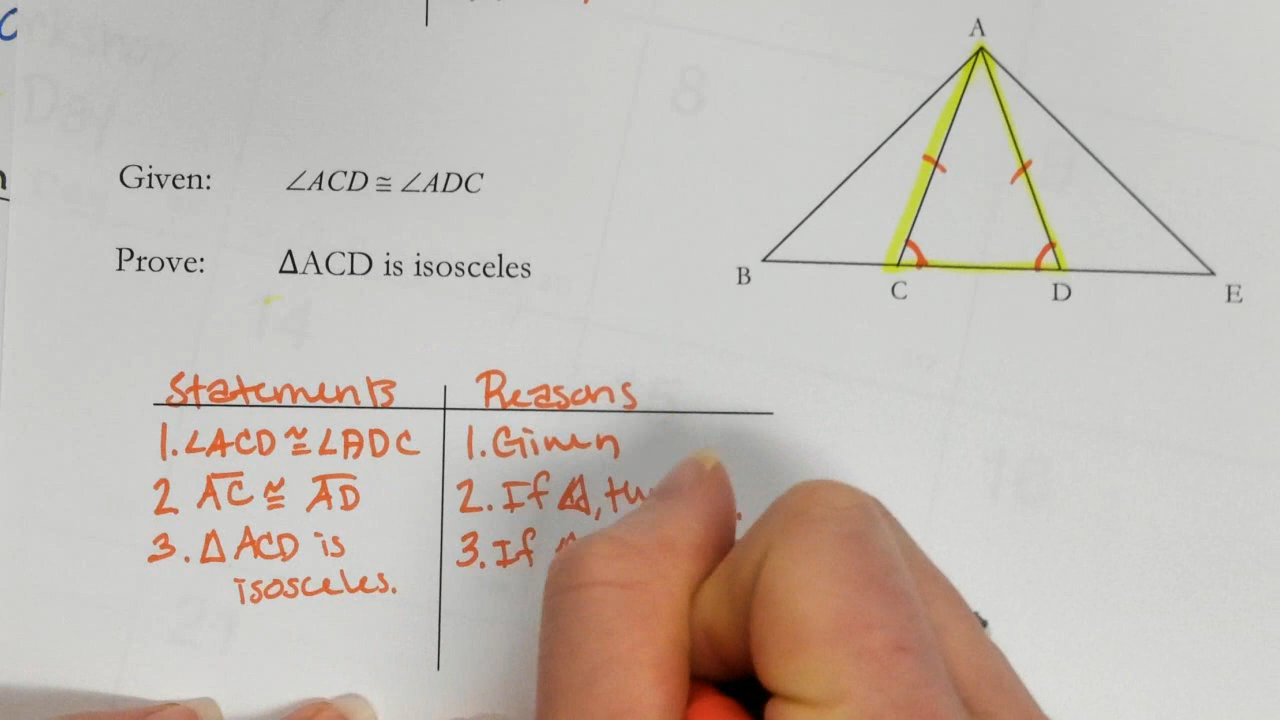 A
Given: ∠ACD ≅ ∠ADC
Prove: ΔACD is isosceles
B
C
D
E
Statements Reasons
1. ∠ACD ≅ ∠ADC 1. Given
2 AC ≅ AD 2. If
3. Δ ACD is 3. If
isosceles.